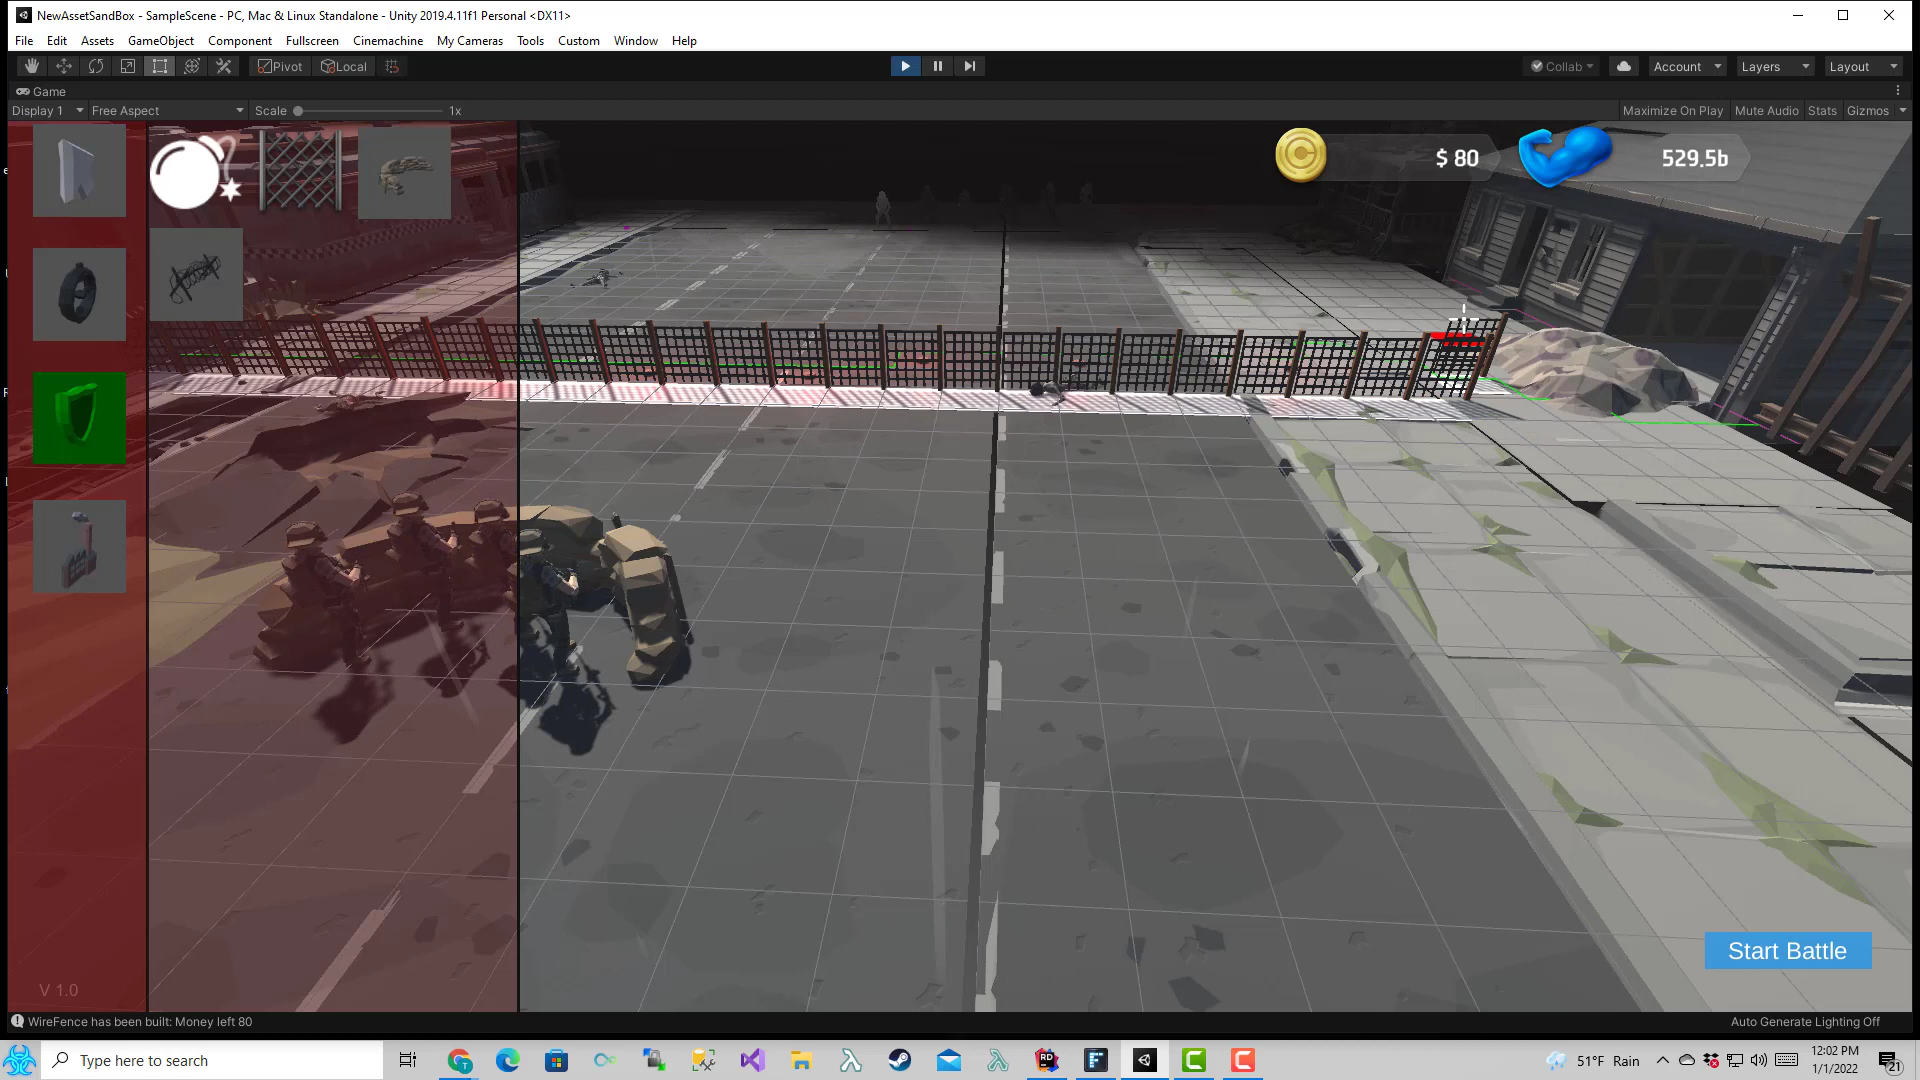 NewAssetSandBox - SampleScene - PC, Mac & Linux Standalone - Unity 2019.4.11f1 Personal <DX11>
File Edit Assets GameObject Component Fullscreen Cinemachine My Cameras Tools Custom Window Help
Pivot Local Collab Account Layers Layout
Game
Display 1 Free Aspect Scale 1x Maximize On Play Mute Audio Stats Gizmos
$ 80 529.5b
Start Battle
V 1.0
WireFence has been built: Money left 80 Auto Generate Lighting Off
Type here to search
RD
F
T
51°F Rain
12:02 PM
1/1/2022
21